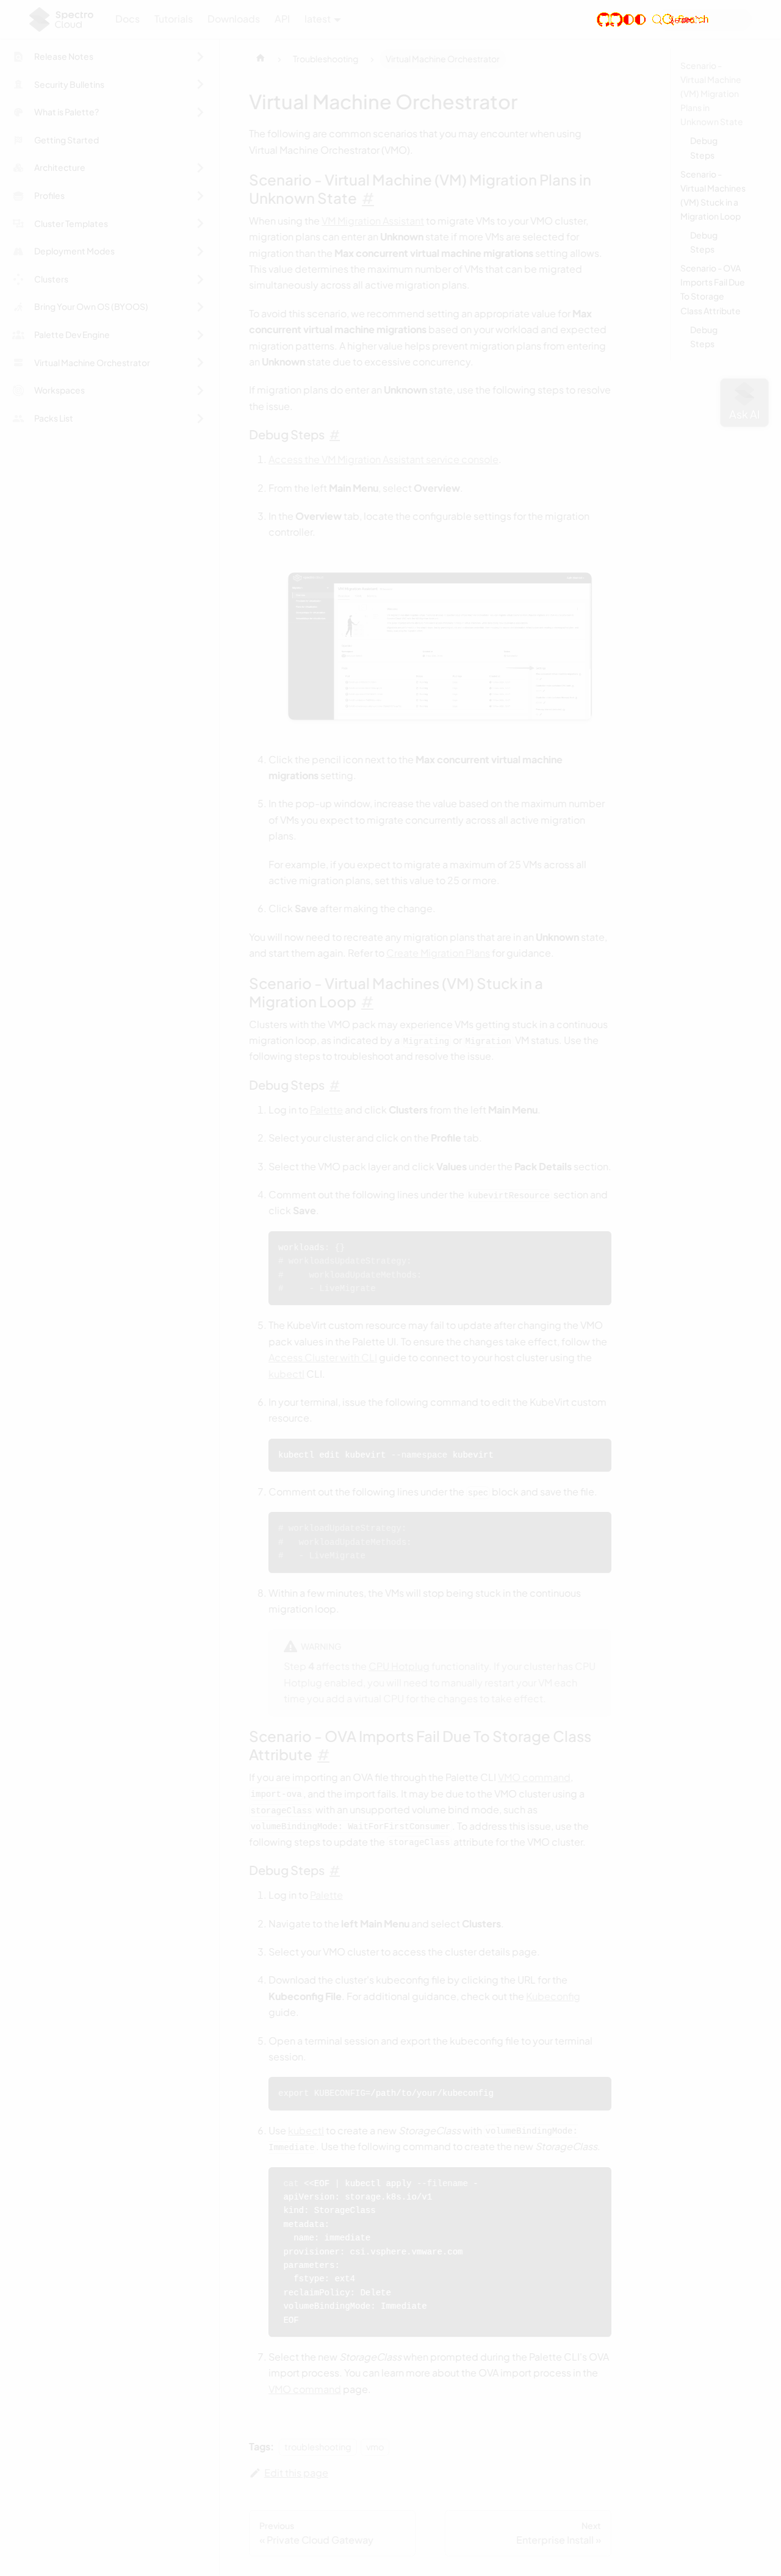 Spectro
Cloud
Docs
Tutorials
Downloads
API
latest
Search
Release Notes
Security Bulletins
What is Palette?
Getting Started
Architecture
Profiles
Cluster Templates
Deployment Modes
Clusters
Bring Your Own OS (BYOOS)
Palette Dev Engine
Virtual Machine Orchestrator
Workspaces
Packs List
Troubleshooting
Virtual Machine Orchestrator
Virtual Machine Orchestrator
The following are common scenarios that you may encounter when using
Virtual Machine Orchestrator (VMO).
Scenario - Virtual Machine (VM) Migration Plans in
Unknown State #
When using the VM Migration Assistant to migrate VMs to your VMO cluster,
migration plans can enter an Unknown state if more VMs are selected for
migration than the Max concurrent virtual machine migrations setting allows.
This value determines the maximum number of VMs that can be migrated
simultaneously across all active migration plans.
To avoid this scenario, we recommend setting an appropriate value for Max
concurrent virtual machine migrations based on your workload and expected
migration patterns. A higher value helps prevent migration plans from entering
an Unknown state due to excessive concurrency.
If migration plans do enter an Unknown state, use the following steps to resolve
the issue.
Debug Steps #
1. Access the VM Migration Assistant service console.
2. From the left Main Menu, select Overview.
3. In the Overview tab, locate the configurable settings for the migration
controller.
4. Click the pencil icon next to the Max concurrent virtual machine
migrations setting.
5. In the pop-up window, increase the value based on the maximum number
of VMs you expect to migrate concurrently across all active migration
plans.
For example, if you expect to migrate a maximum of 25 VMs across all
active migration plans, set this value to 25 or more.
6. Click Save after making the change.
You will now need to recreate any migration plans that are in an Unknown state,
and start them again. Refer to Create Migration Plans for guidance.
Scenario - Virtual Machines (VM) Stuck in a
Migration Loop #
Clusters with the VMO pack may experience VMs getting stuck in a continuous
migration loop, as indicated by a Migrating or Migration VM status. Use the
following steps to troubleshoot and resolve the issue.
Debug Steps #
1. Log in to Palette and click Clusters from the left Main Menu.
2. Select your cluster and click on the Profile tab.
3. Select the VMO pack layer and click Values under the Pack Details section.
4. Comment out the following lines under the kubevirtResource section and
click Save.
workloads: {}
# workloadUpdateStrategy:
#     workloadUpdateMethods:
#       - LiveMigrate
5. The KubeVirt custom resource may fail to update after changing the VMO
pack values in the Palette UI. To ensure the changes take effect, follow the
Access Cluster with CLI guide to connect to your host cluster using the
kubectl CLI.
6. In your terminal, issue the following command to edit the KubeVirt custom
resource.
kubectl edit kubevirt --namespace kubevirt
7. Comment out the following lines under the spec block and save the file.
# workloadUpdateStrategy:
#   workloadUpdateMethods:
#   - LiveMigrate
8. Within a few minutes, the VMs will stop being stuck in the continuous
migration loop.
WARNING
Step 4 affects the CPU Hotplug functionality. If your cluster has CPU
Hotplug enabled, you will need to manually restart your VM each
time you add a virtual CPU for the changes to take effect.
Scenario - OVA Imports Fail Due To Storage Class
Attribute #
If you are importing an OVA file through the Palette CLI VMO command,
import-ova, and the import fails. It may be due to the VMO cluster using a
storageClass with an unsupported volume bind mode, such as
volumeBindingMode: WaitForFirstConsumer. To address this issue, use the
following steps to update the storageClass attribute for the VMO cluster.
Debug Steps #
1. Log in to Palette.
2. Navigate to the left Main Menu and select Clusters.
3. Select your VMO cluster to access the cluster details page.
4. Download the cluster's kubeconfig file by clicking the URL for the
Kubeconfig File. For additional guidance, check out the Kubeconfig
guide.
5. Open a terminal session and export the kubeconfig file to your terminal
session.
export KUBECONFIG=/path/to/your/kubeconfig
6. Use kubectl to create a new StorageClass with volumeBindingMode:
Immediate. Use the following command to create the new StorageClass.
cat <<EOF | kubectl apply --filename -
apiVersion: storage.k8s.io/v1
kind: StorageClass
metadata:
name: immediate
provisioner: csi.vsphere.vmware.com
parameters:
fstype: ext4
reclaimPolicy: Delete
volumeBindingMode: Immediate
EOF
7. Select the new StorageClass when prompted during the Palette CLI's OVA
import process. You can learn more about the OVA import process in the
VMO command page.
Tags:
troubleshooting
vmo
Edit this page
Previous
« Private Cloud Gateway
Next
Enterprise Install »
Scenario -
Virtual Machine
(VM) Migration
Plans in
Unknown State
Debug
Steps
Scenario -
Virtual Machines
(VM) Stuck in a
Migration Loop
Debug
Steps
Scenario - OVA
Imports Fail Due
To Storage
Class Attribute
Debug
Steps
Ask AI